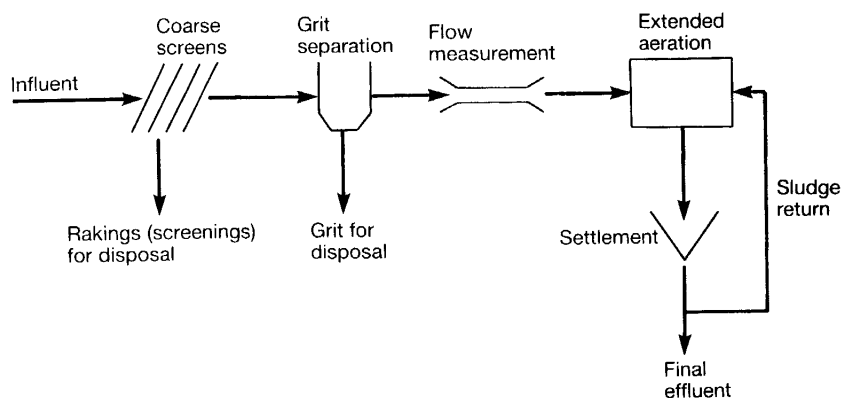 Influent
Coarse
screens
Grit
separation
Flow
measurement
Extended
aeration
Rakings (screenings)
for disposal
Grit for
disposal
Settlement
Sludge
return
Final
effluent